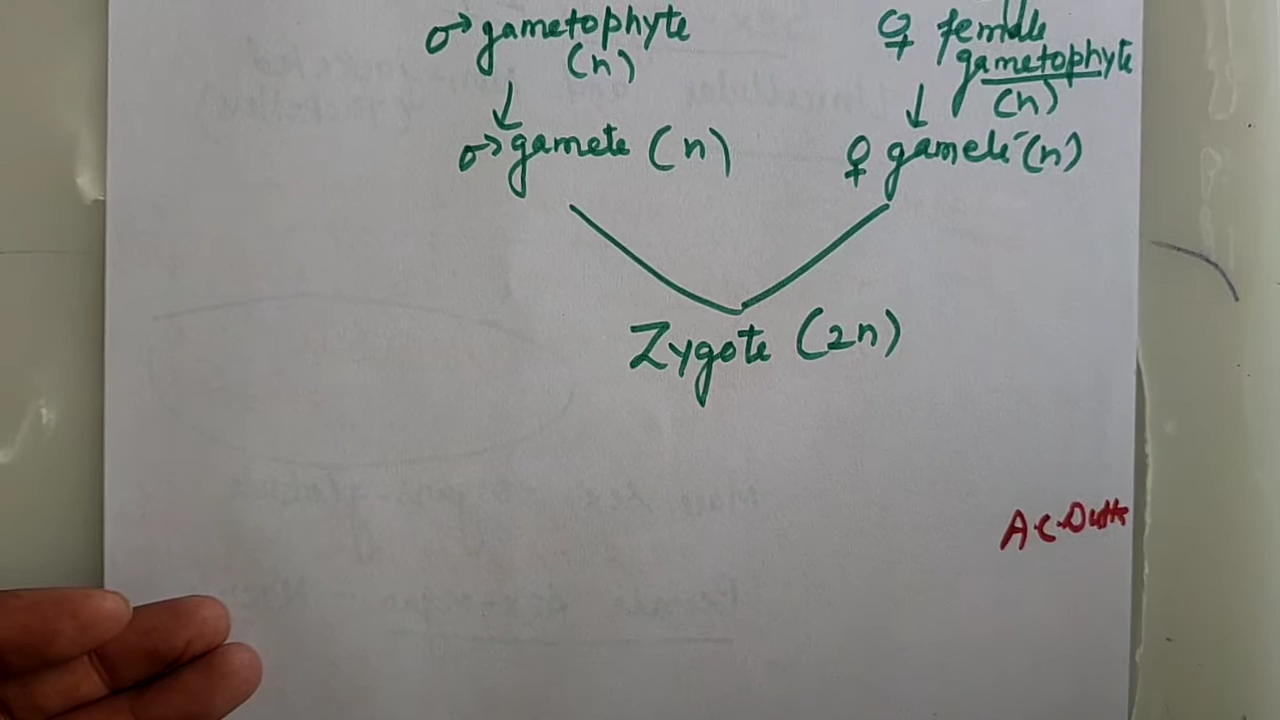 ♂ gametophyte
(n)
♀ female
gametophyte
(n)
↓
↓
♂ gamete (n)
♀ gamete (n)
Zygote (2n)
A.C.Dutta